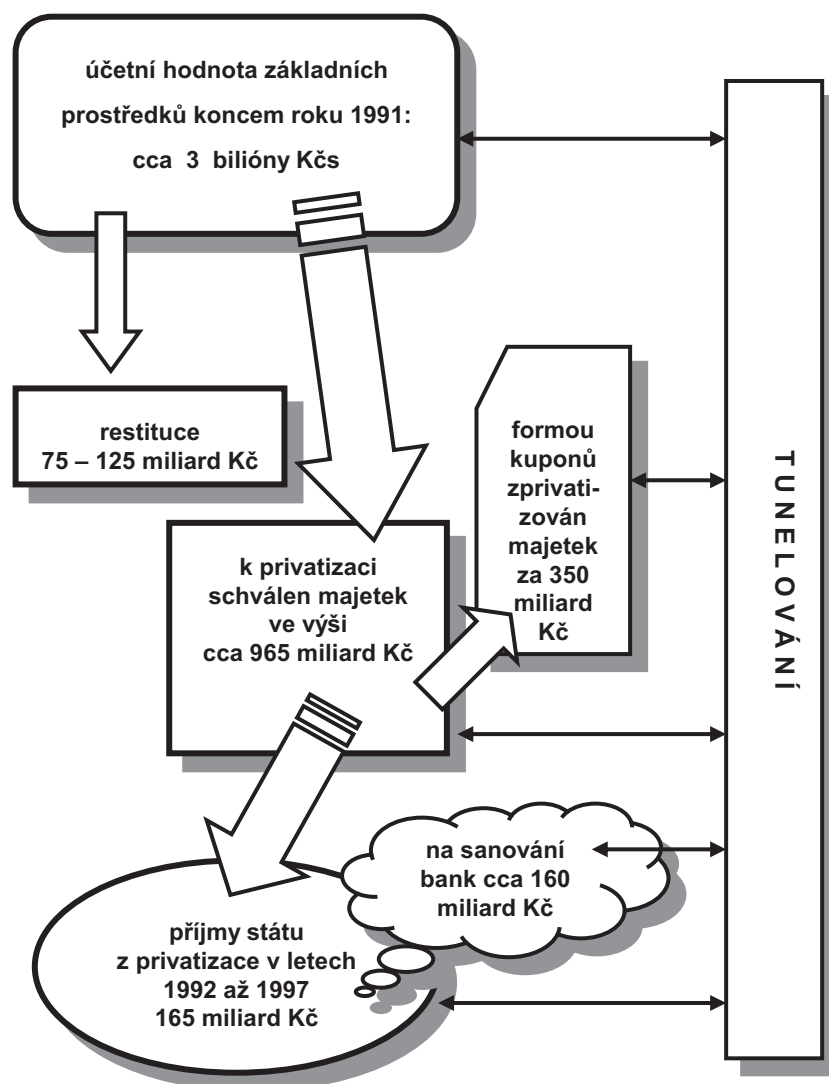 účetní hodnota základních
prostředků koncem roku 1991:
cca 3 bilióny Kčs
restituce
75 – 125 miliard Kč
formou
kuponů
zprivati-
zován
majetek
za 350
miliard
Kč
k privatizaci
schválen majetek
ve výši
cca 965 miliard Kč
na sanování
bank cca 160
miliard Kč
příjmy státu
z privatizace v letech
1992 až 1997
165 miliard Kč
TUNELOVÁNÍ